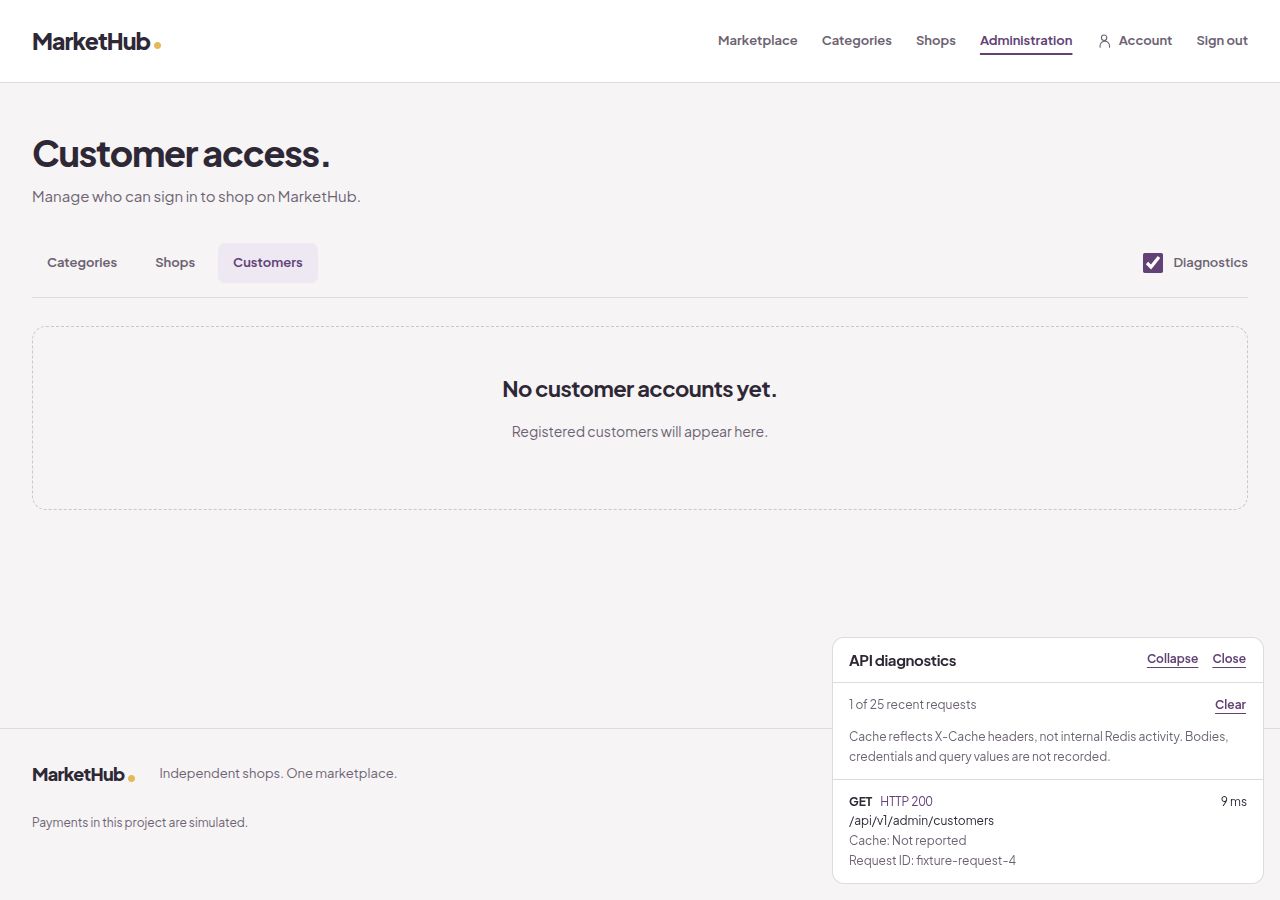 MarketHub
Marketplace Categories Shops Administration Account Sign out
Customer access.
Manage who can sign in to shop on MarketHub.
Categories Shops Customers Diagnostics
No customer accounts yet.
Registered customers will appear here.
API diagnostics Collapse Close
1 of 25 recent requests Clear
Cache reflects X-Cache headers, not internal Redis activity. Bodies,
credentials and query values are not recorded.
GET HTTP 200 9 ms
/api/v1/admin/customers
Cache: Not reported
Request ID: fixture-request-4
MarketHub Independent shops. One marketplace.
Payments in this project are simulated.